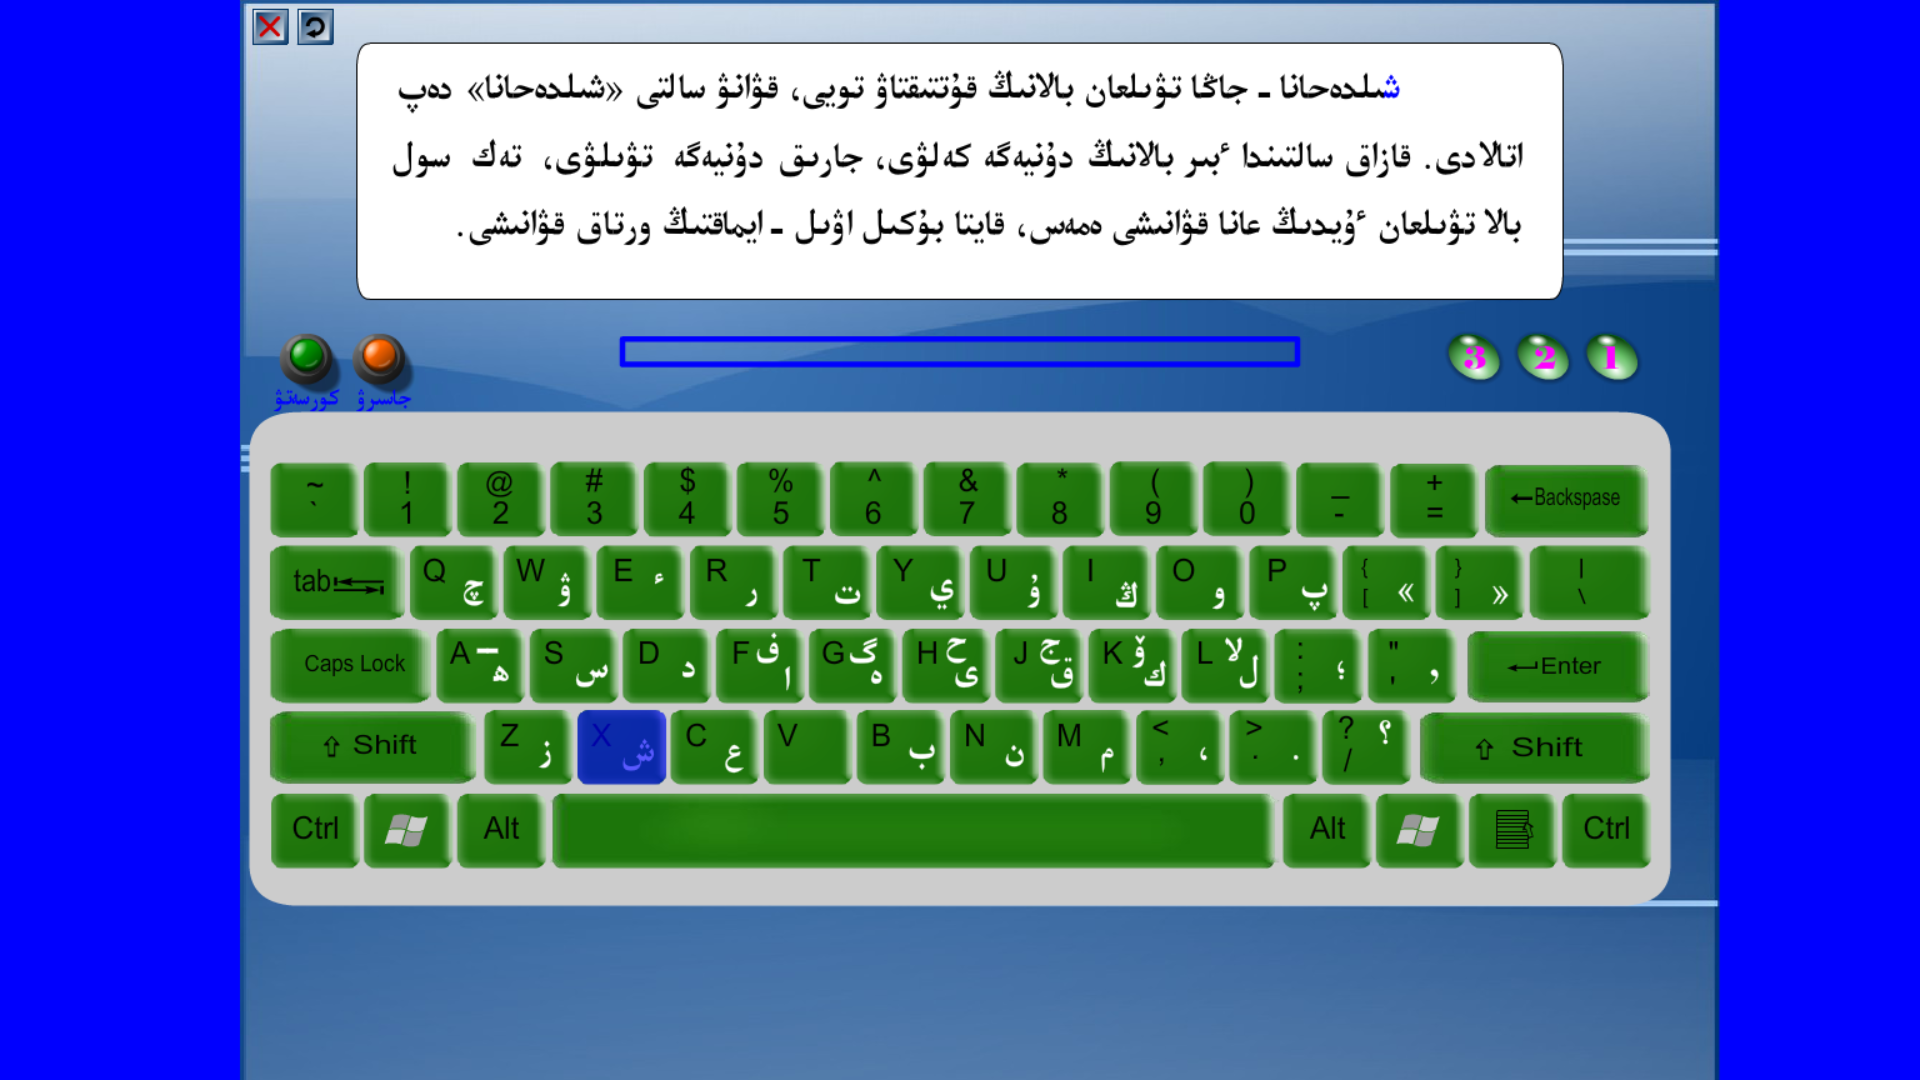 شىلدەحانا ـ جاڭا تۋىلعان بالانىڭ قۇتتىقتاۋ تويى، قۋانۋ سالتى «شىلدەحانا» دەپ
اتالادى. قازاق سالتىندا ٴبىر بالانىڭ دۇنيەگە كەلۋى، جارىق دۇنيەگە تۋىلۋى، تەك سول
بالا تۋىلعان ٴۇيدىڭ عانا قۋانىشى ەمەس، قايتا بۇكىل اۋىل ـ ايماقتىڭ ورتاق قۋانىشى.
3 2 1
كورسەتۋ جاسىرۋ
~ ` ! 1 @ 2 # 3 $ 4 % 5 ^ 6 & 7 * 8 ( 9 ) 0 _ - + = ←Backspase
tab Q چ W ۋ E ٴ R ر T ت Y ي U ۇ I ڭ O و P پ { [ » } ] « | \
Caps Lock A ـ ھ S س D د F ف ا G گ ە H ح ى J ج ق K ۆ ك L لا ل : ; ؛ " ' , Enter
⇧ Shift Z ز X ش C ع V B ب N ن M م < , ، > . . ? / ؟ ⇧ Shift
Ctrl Alt Alt Ctrl